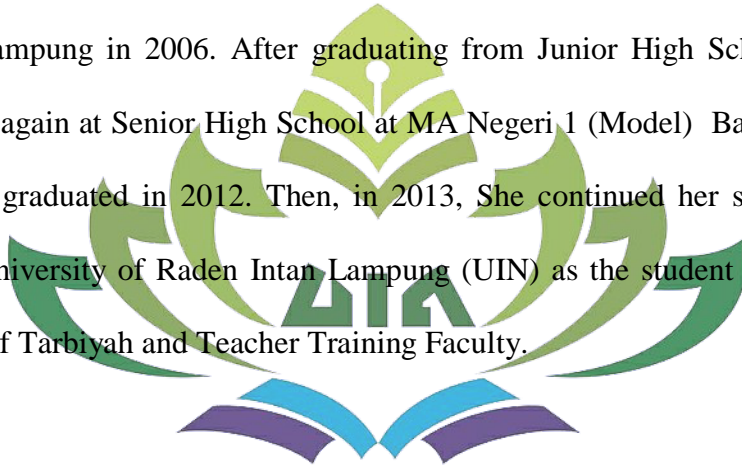 ampung in 2006. After graduating from Junior High Sch
again at Senior High School at MA Negeri 1 (Model) Ba
graduated in 2012. Then, in 2013, She continued her s
niversity of Raden Intan Lampung (UIN) as the student
f Tarbiyah and Teacher Training Faculty.
UIN